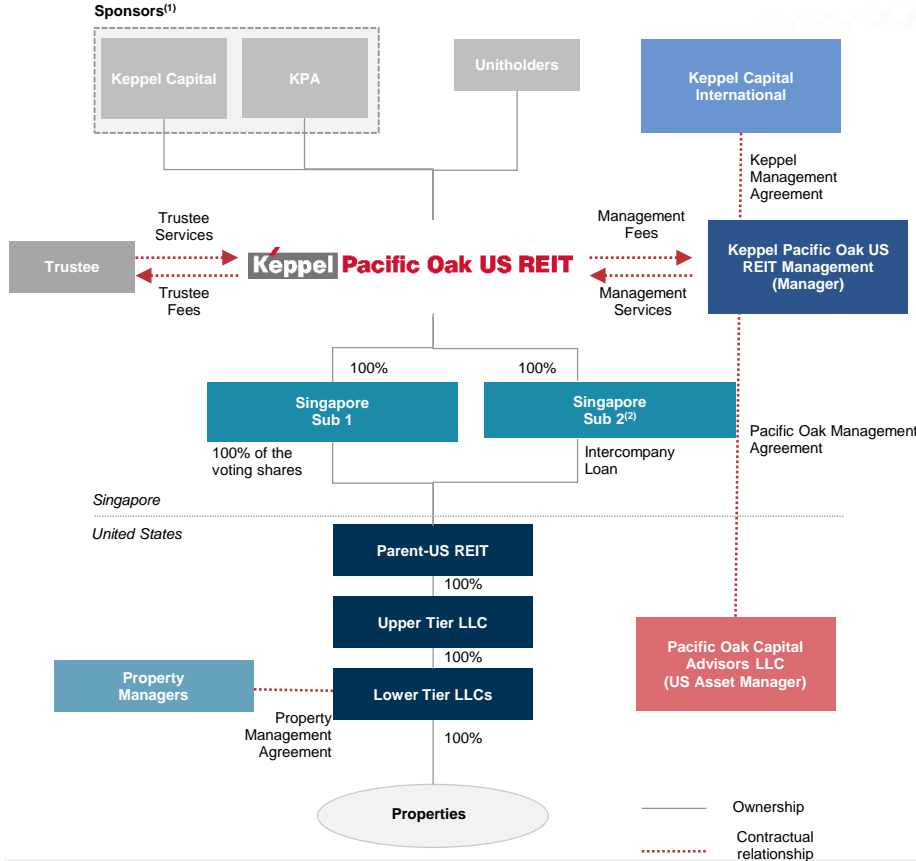 Sponsors(1)
Keppel Capital
KPA
Unitholders
Keppel Capital
International
Keppel
Management
Agreement
Trustee
Services
Management
Fees
Trustee
Keppel Pacific Oak US REIT
Keppel Pacific Oak US
REIT Management
(Manager)
Trustee
Fees
Management
Services
100%
100%
Singapore
Sub 1
Singapore
Sub 2(2)
100% of the
voting shares
Intercompany
Loan
Pacific Oak Management
Agreement
Singapore
United States
Parent-US REIT
100%
Upper Tier LLC
100%
Pacific Oak Capital
Advisors LLC
(US Asset Manager)
Property
Managers
Lower Tier LLCs
Property
Management
Agreement
100%
Properties
Ownership
Contractual
relationship